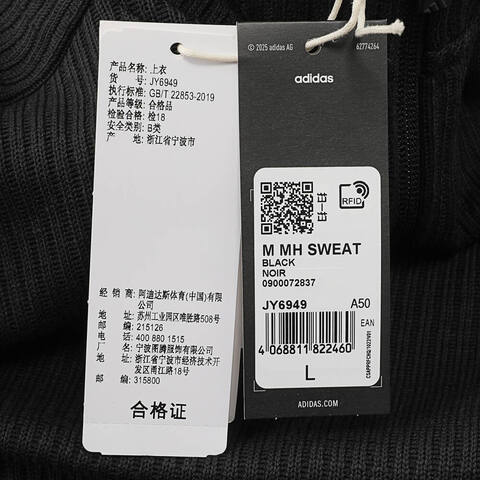 产品名称: 上衣
货 号: JY6949
执行标准: GB/T 22853-2019
产品等级: 合格品
检验合格: 检18
安全类别: B类
产 地: 浙江省宁波市
经 销 商: 阿迪达斯体育(中国)有限公司
地 址: 苏州工业园区唯胜路508号
邮 编: 215126
电 话: 400 880 1515
厂 名: 宁波图腾服饰有限公司
地 址: 浙江省宁波市经济技术开发区甬江路18号
邮 编: 315800
合格证
© 2025 adidas AG
62774264
adidas
RFID
M MH SWEAT
BLACK
NOIR
0900072837
JY6949 A50
EAN
4 068811 822460
L
ADIDAS.COM